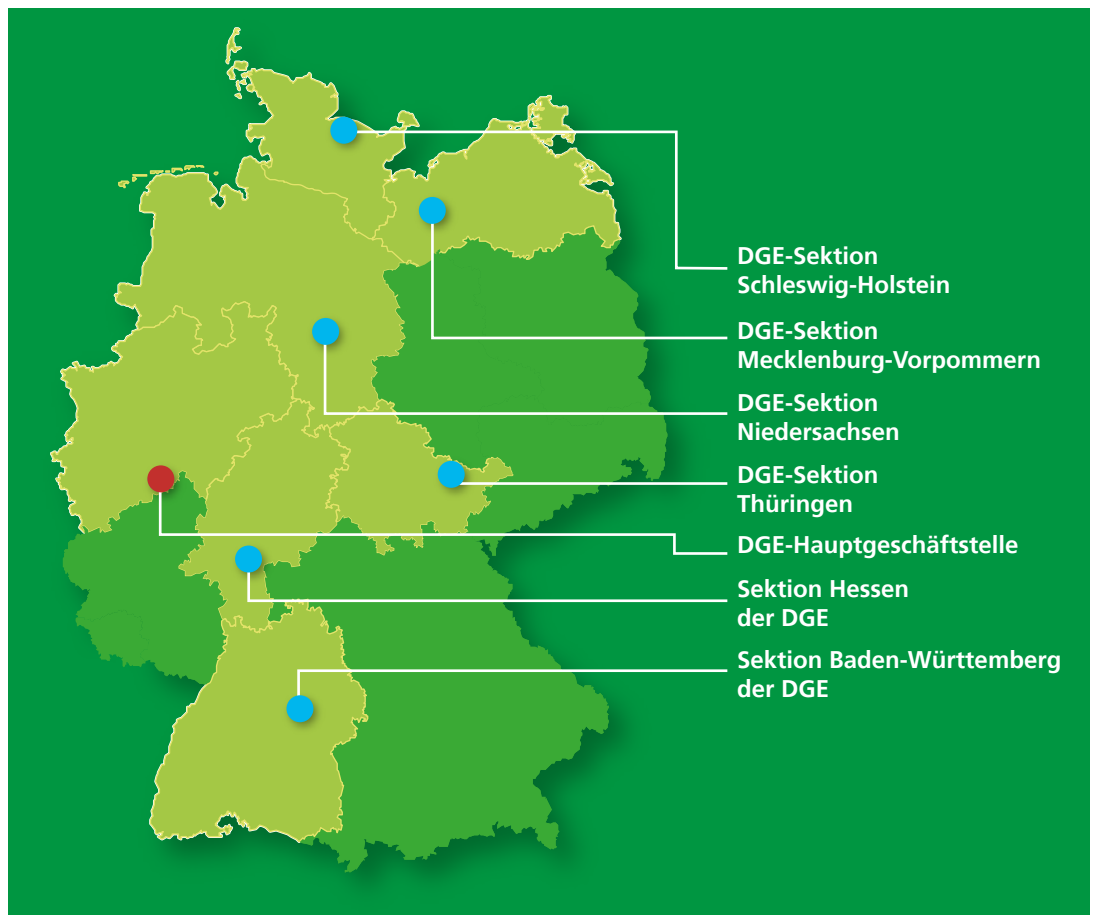 DGE-Sektion
Schleswig-Holstein
DGE-Sektion
Mecklenburg-Vorpommern
DGE-Sektion
Niedersachsen
DGE-Sektion
Thüringen
DGE-Hauptgeschäftstelle
Sektion Hessen
der DGE
Sektion Baden-Württemberg
der DGE